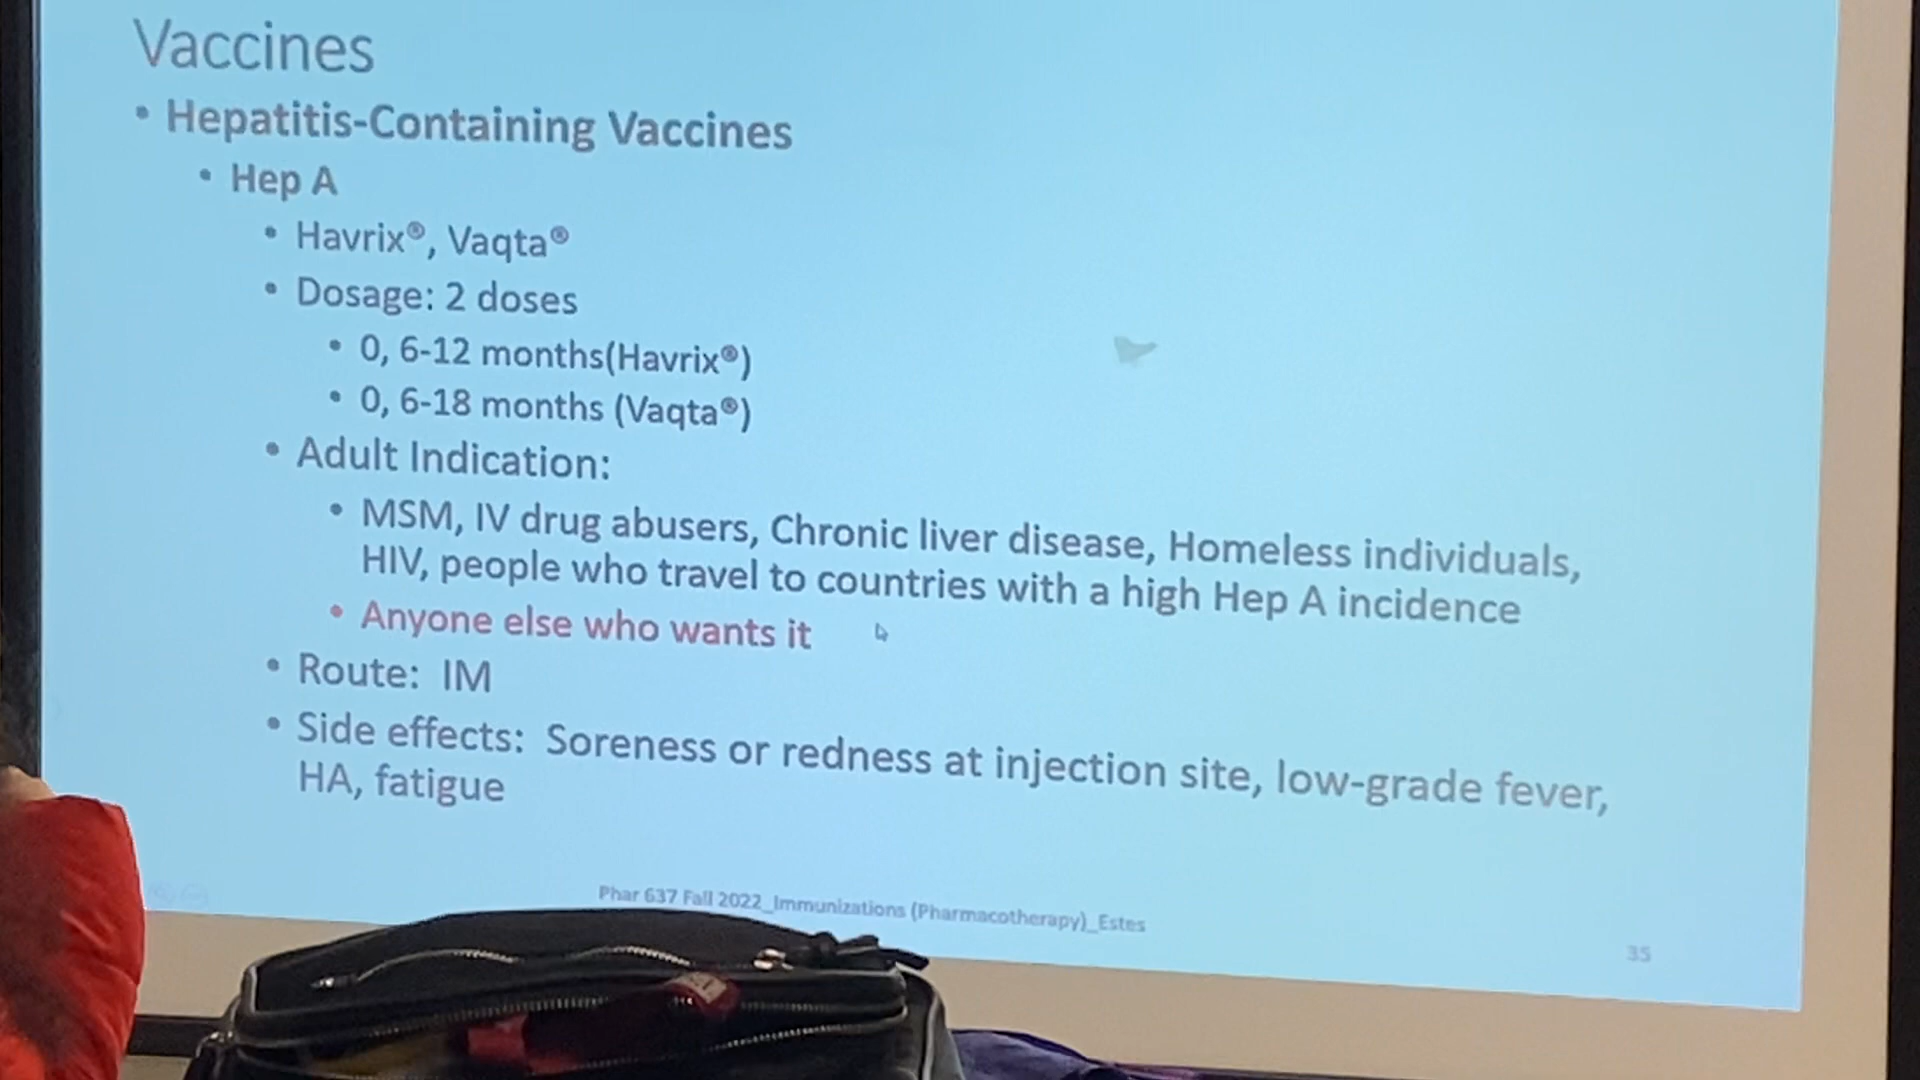 Vaccines
• Hepatitis-Containing Vaccines
• Hep A
• Havrix®, Vaqta®
• Dosage: 2 doses
• 0, 6-12 months(Havrix®)
• 0, 6-18 months (Vaqta®)
• Adult Indication:
• MSM, IV drug abusers, Chronic liver disease, Homeless individuals,
HIV, people who travel to countries with a high Hep A incidence
• Anyone else who wants it
• Route: IM
• Side effects: Soreness or redness at injection site, low-grade fever,
HA, fatigue
Phar 637 Fall 2022_Immunizations (Pharmacotherapy)_Estes
35